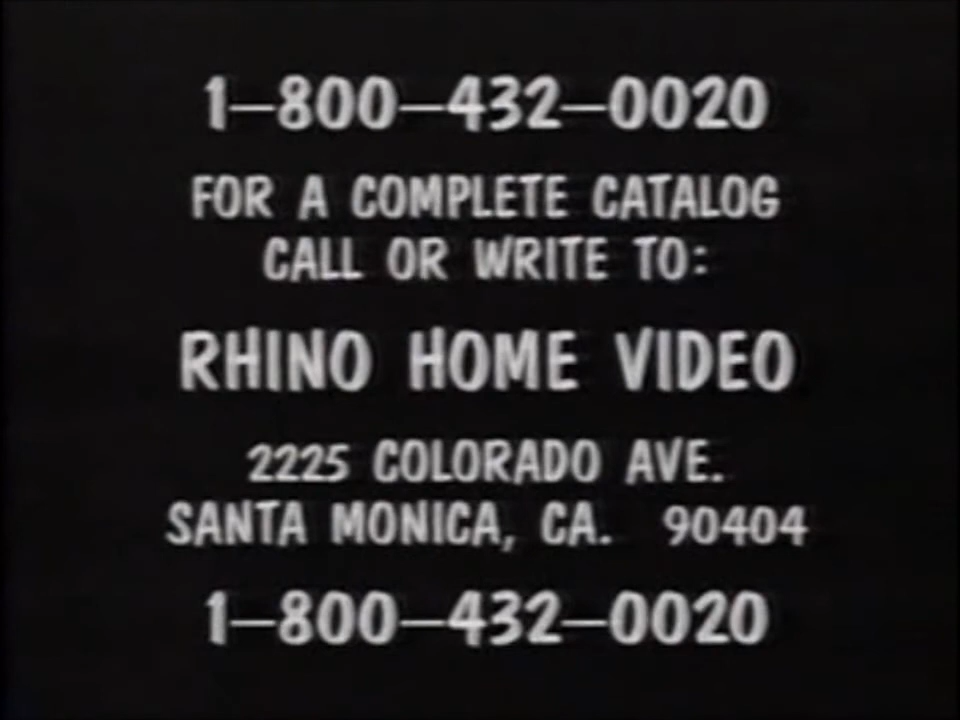 1–800–432–0020
FOR A COMPLETE CATALOG
CALL OR WRITE TO:
RHINO HOME VIDEO
2225 COLORADO AVE.
SANTA MONICA, CA. 90404
1–800–432–0020